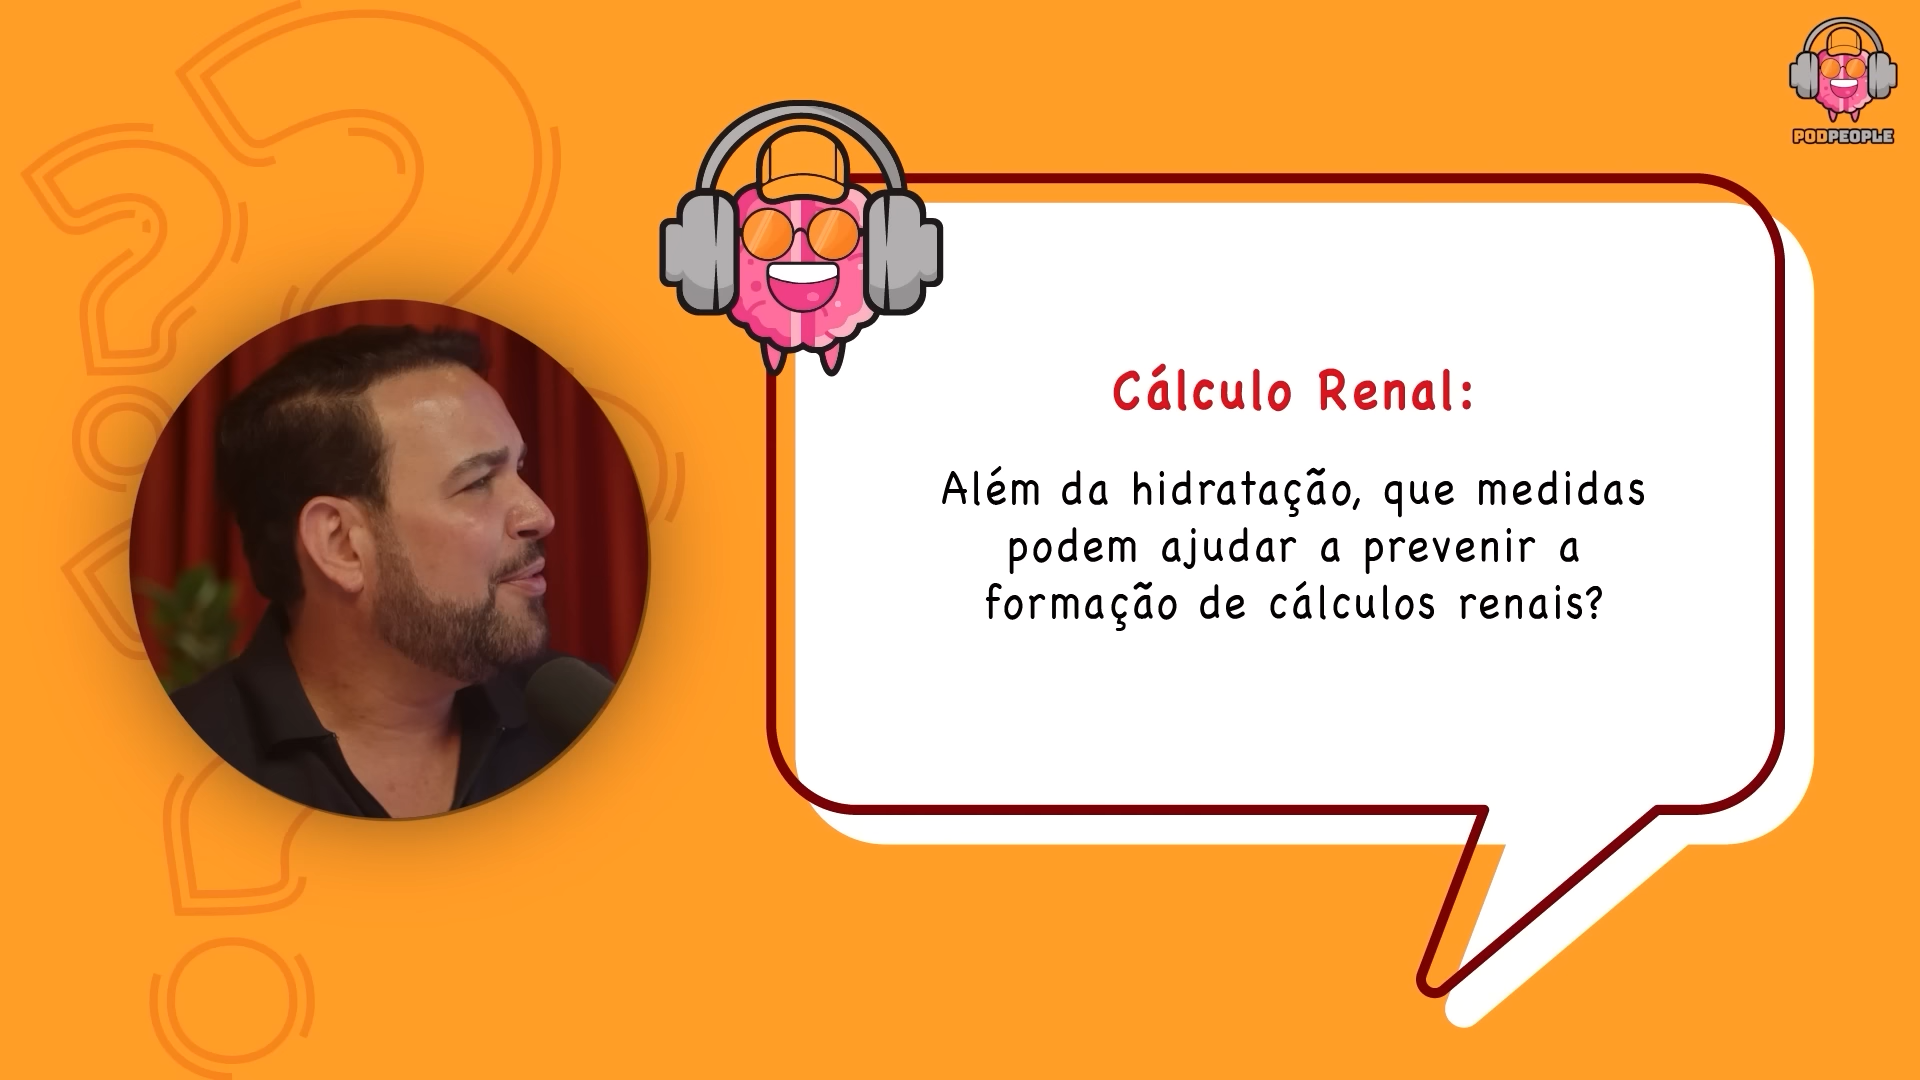 PODPEOPLE
Cálculo Renal:
Além da hidratação, que medidas
podem ajudar a prevenir a
formação de cálculos renais?